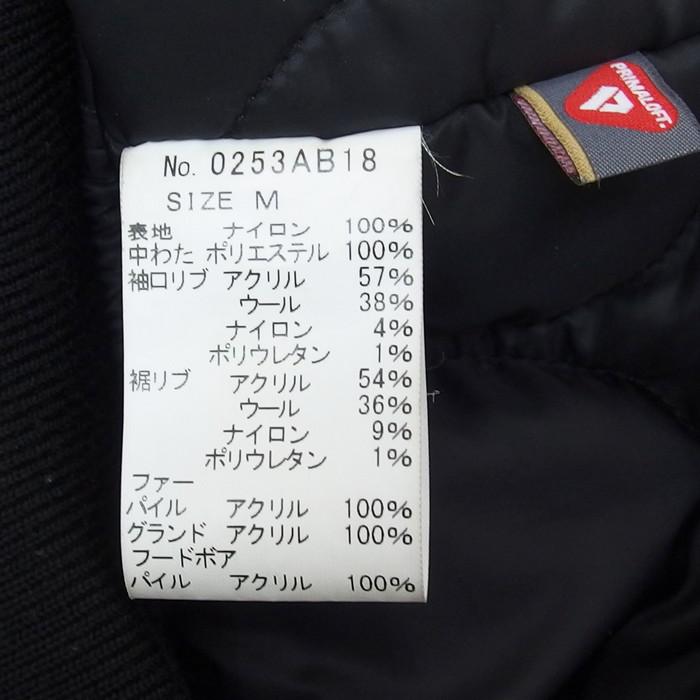 No. 0253AB18
SIZE M
表地 ナイロン 100%
中わた ポリエステル 100%
袖口リブ アクリル 57%
ウール 38%
ナイロン 4%
ポリウレタン 1%
裾リブ アクリル 54%
ウール 36%
ナイロン 9%
ポリウレタン 1%
ファー
パイル アクリル 100%
グランド アクリル 100%
フードボア
パイル アクリル 100%
PRIMALOFT.